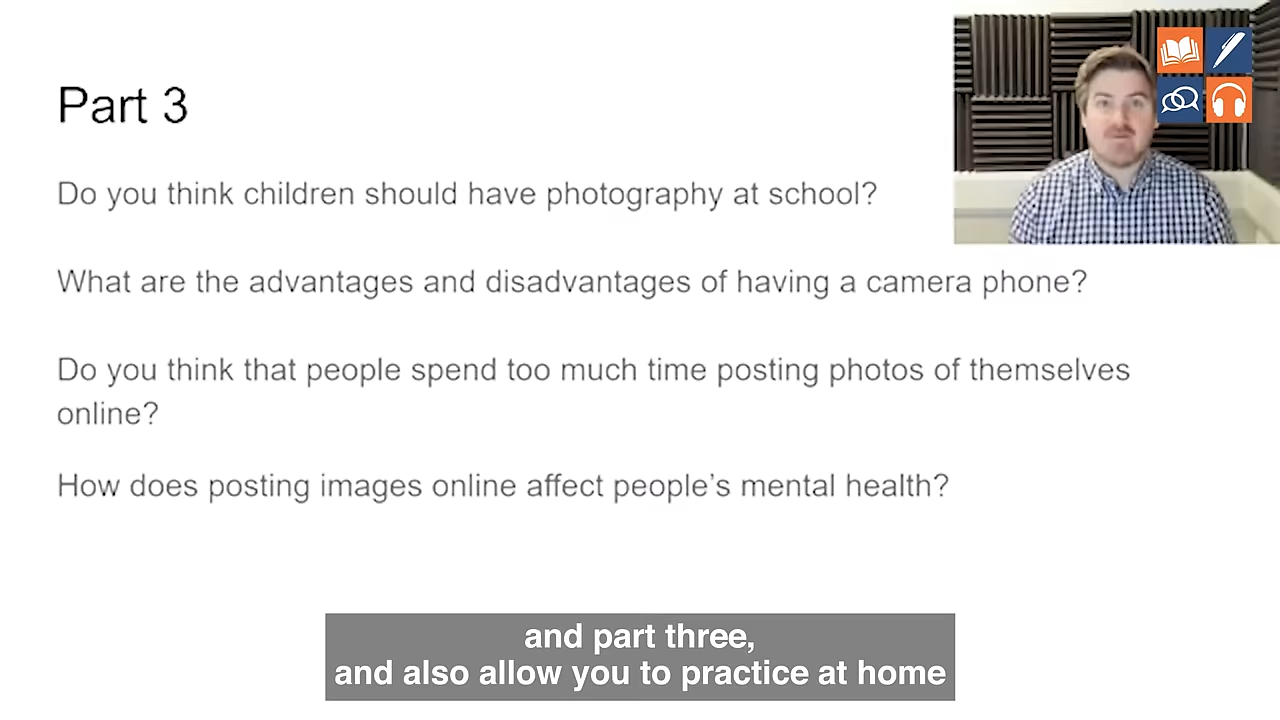 Part 3
Do you think children should have photography at school?
What are the advantages and disadvantages of having a camera phone?
Do you think that people spend too much time posting photos of themselves
online?
How does posting images online affect people's mental health?
and part three,
and also allow you to practice at home